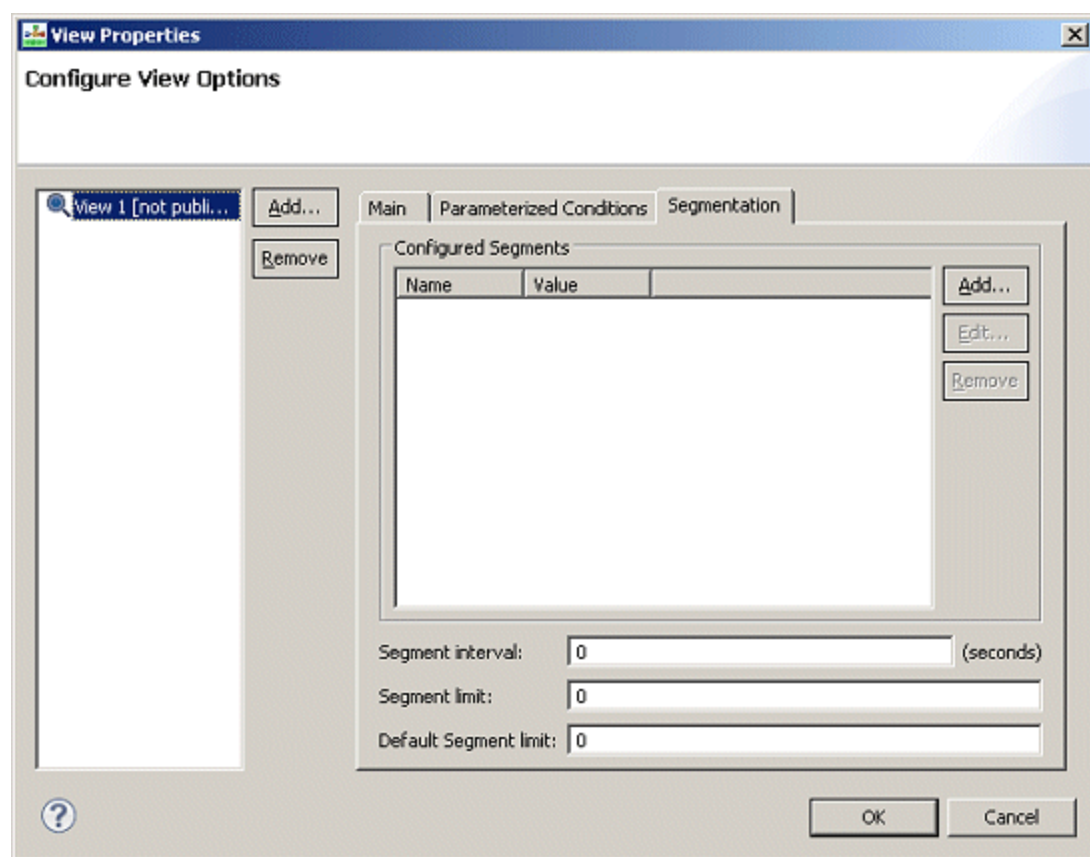 View Properties
Configure View Options
View 1 [not publi...
Add...
Remove
Main
Parameterized Conditions
Segmentation
Configured Segments
Name
Value
Add...
Edit...
Remove
Segment interval:
0
(seconds)
Segment limit:
0
Default Segment limit:
0
?
OK
Cancel